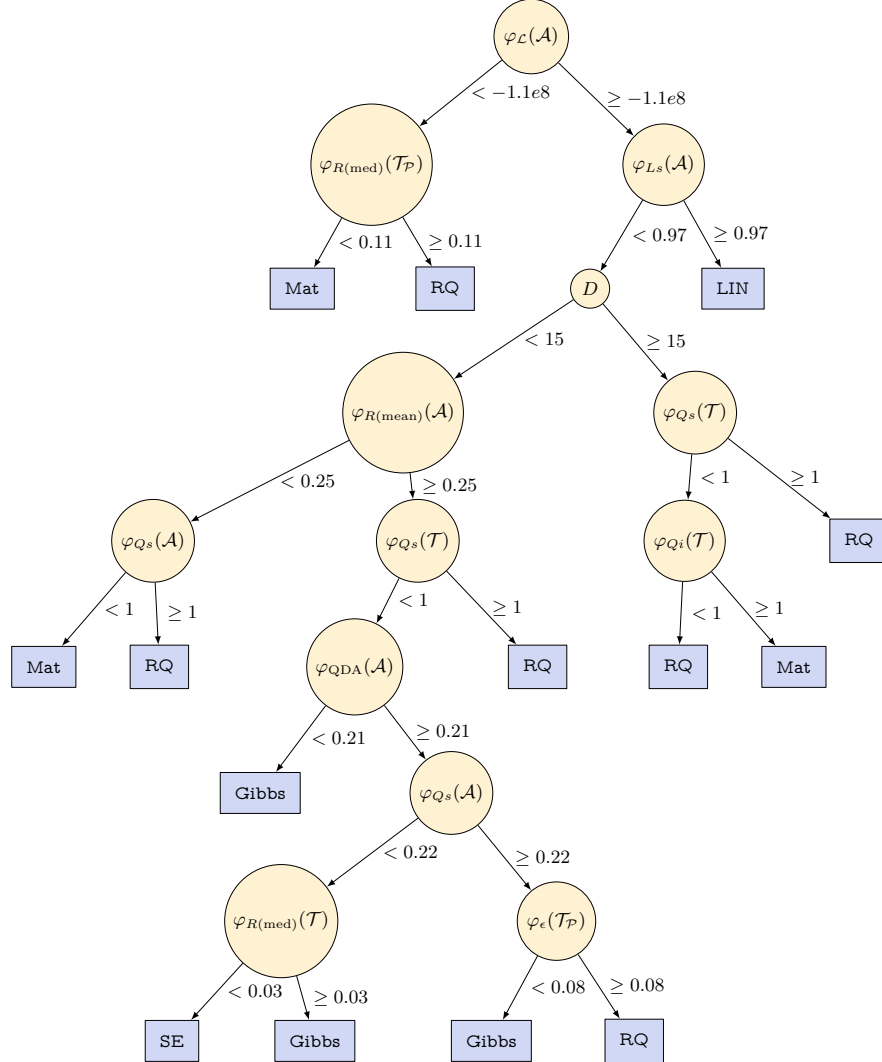 φ_ℒ(𝒜)
< −1.1e8
≥ −1.1e8
φ_R(med)(𝒯_𝒫)
φ_Ls(𝒜)
< 0.11
≥ 0.11
< 0.97
≥ 0.97
Mat
RQ
D
LIN
< 15
≥ 15
φ_R(mean)(𝒜)
φ_Qs(𝒯)
< 0.25
≥ 0.25
< 1
≥ 1
φ_Qs(𝒜)
φ_Qs(𝒯)
φ_Qi(𝒯)
RQ
< 1
≥ 1
< 1
≥ 1
< 1
≥ 1
Mat
RQ
φ_QDA(𝒜)
RQ
RQ
Mat
< 0.21
≥ 0.21
Gibbs
φ_Qs(𝒜)
< 0.22
≥ 0.22
φ_R(med)(𝒯)
φ_ϵ(𝒯_𝒫)
< 0.03
≥ 0.03
< 0.08
≥ 0.08
SE
Gibbs
Gibbs
RQ